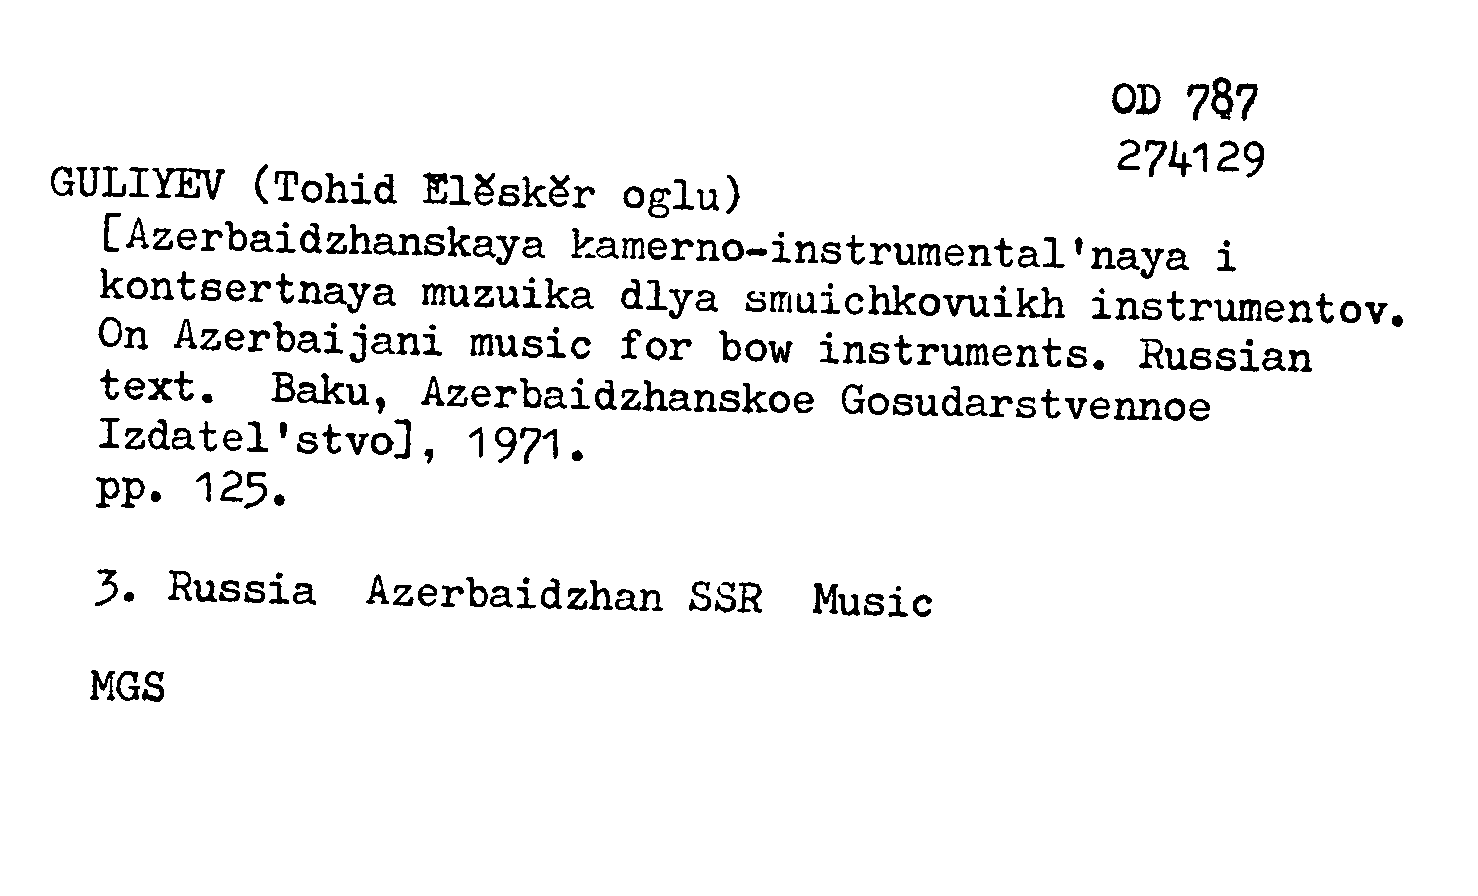 OD 787
274129
GULIYEV (Tohid Elĕskĕr oglu)
[Azerbaidzhanskaya kamerno-instrumental'naya i
kontsertnaya muzuika dlya smuichkovuikh instrumentov.
On Azerbaijani music for bow instruments. Russian
text. Baku, Azerbaidzhanskoe Gosudarstvennoe
Izdatel'stvo], 1971.
pp. 125.
3. Russia Azerbaidzhan SSR Music
MGS